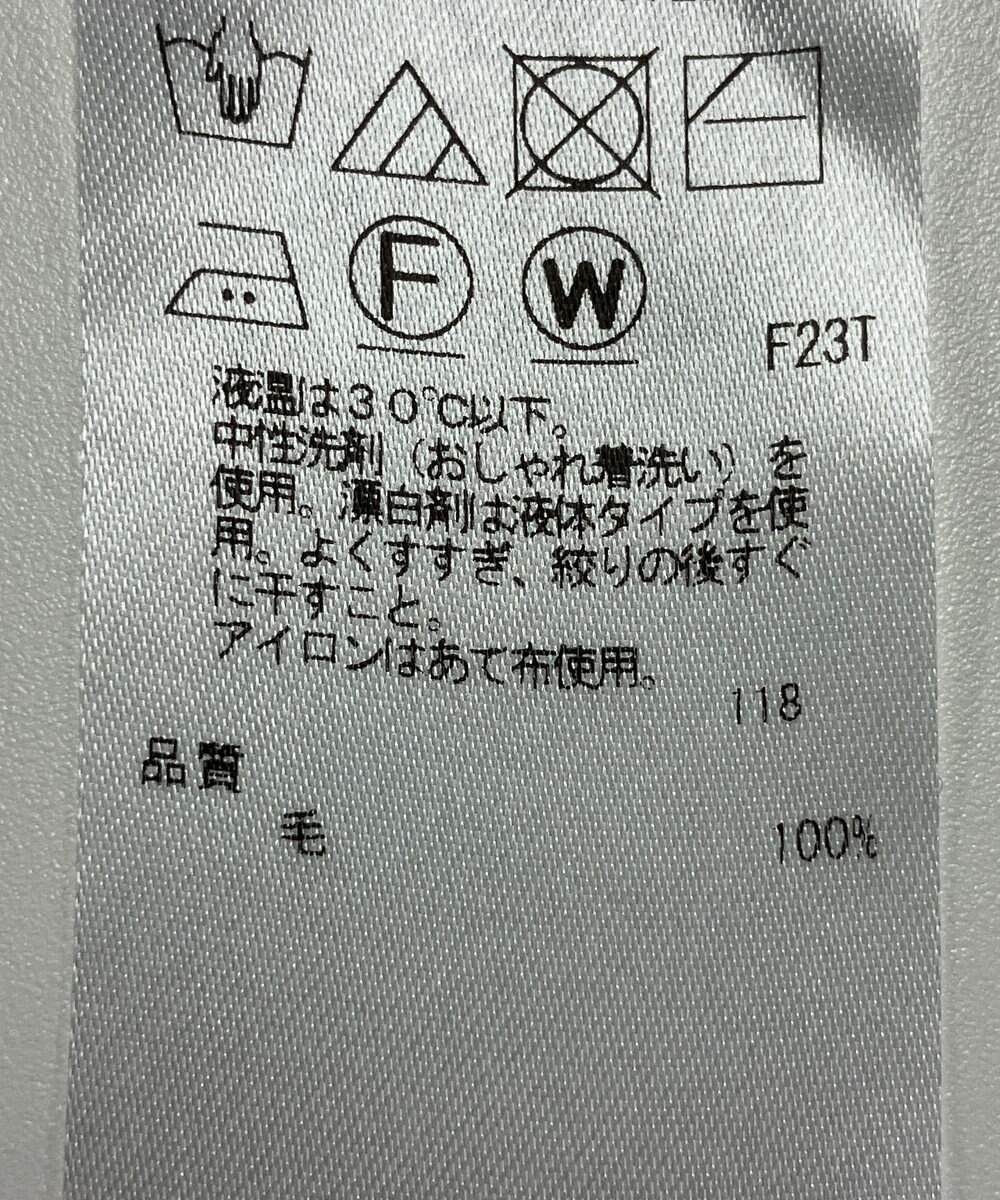 F
W
F23T
液温は30℃以下。
中性洗剤(おしゃれ着洗い)を
使用。漂白剤は液体タイプを使
用。よくすすぎ、絞りの後すぐ
に干すこと。
アイロンはあて布使用。
118
品質
毛 100%